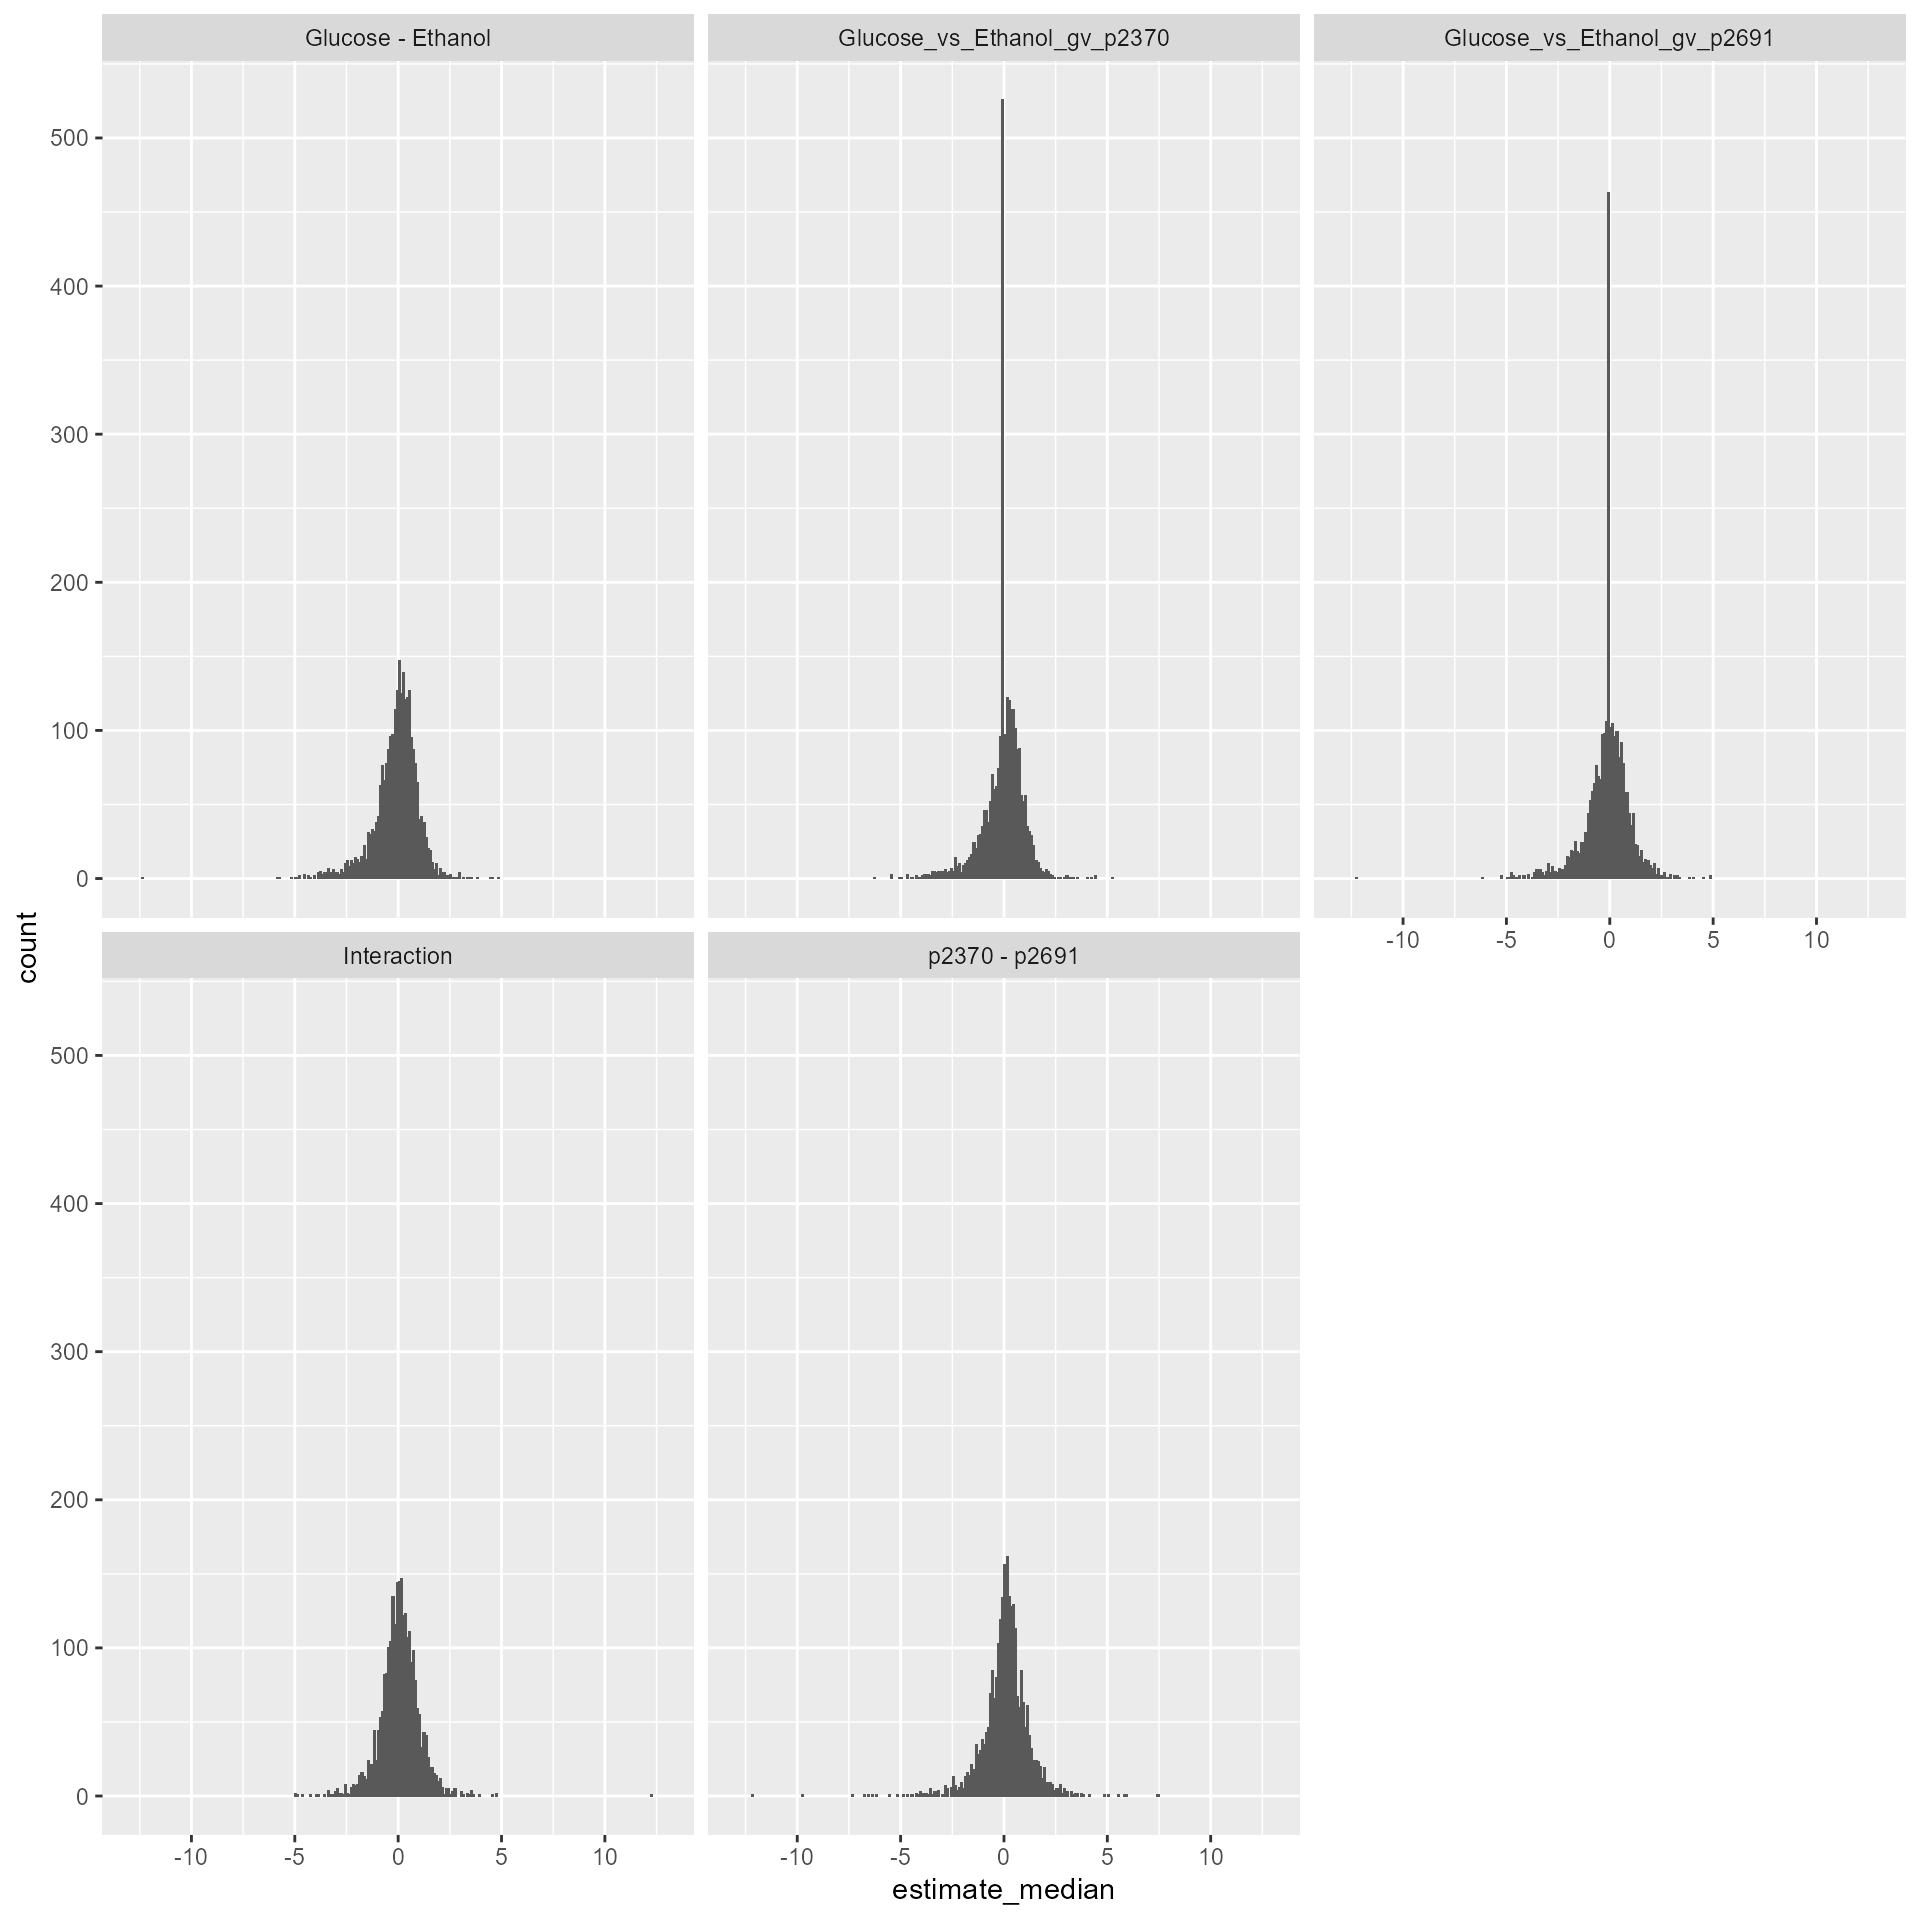 Glucose - Ethanol
Glucose_vs_Ethanol_gv_p2370
Glucose_vs_Ethanol_gv_p2691
500
400
300
200
100
0
-10 -5 0 5 10
Interaction
p2370 - p2691
count
500
400
300
200
100
0
-10 -5 0 5 10
-10 -5 0 5 10
estimate_median